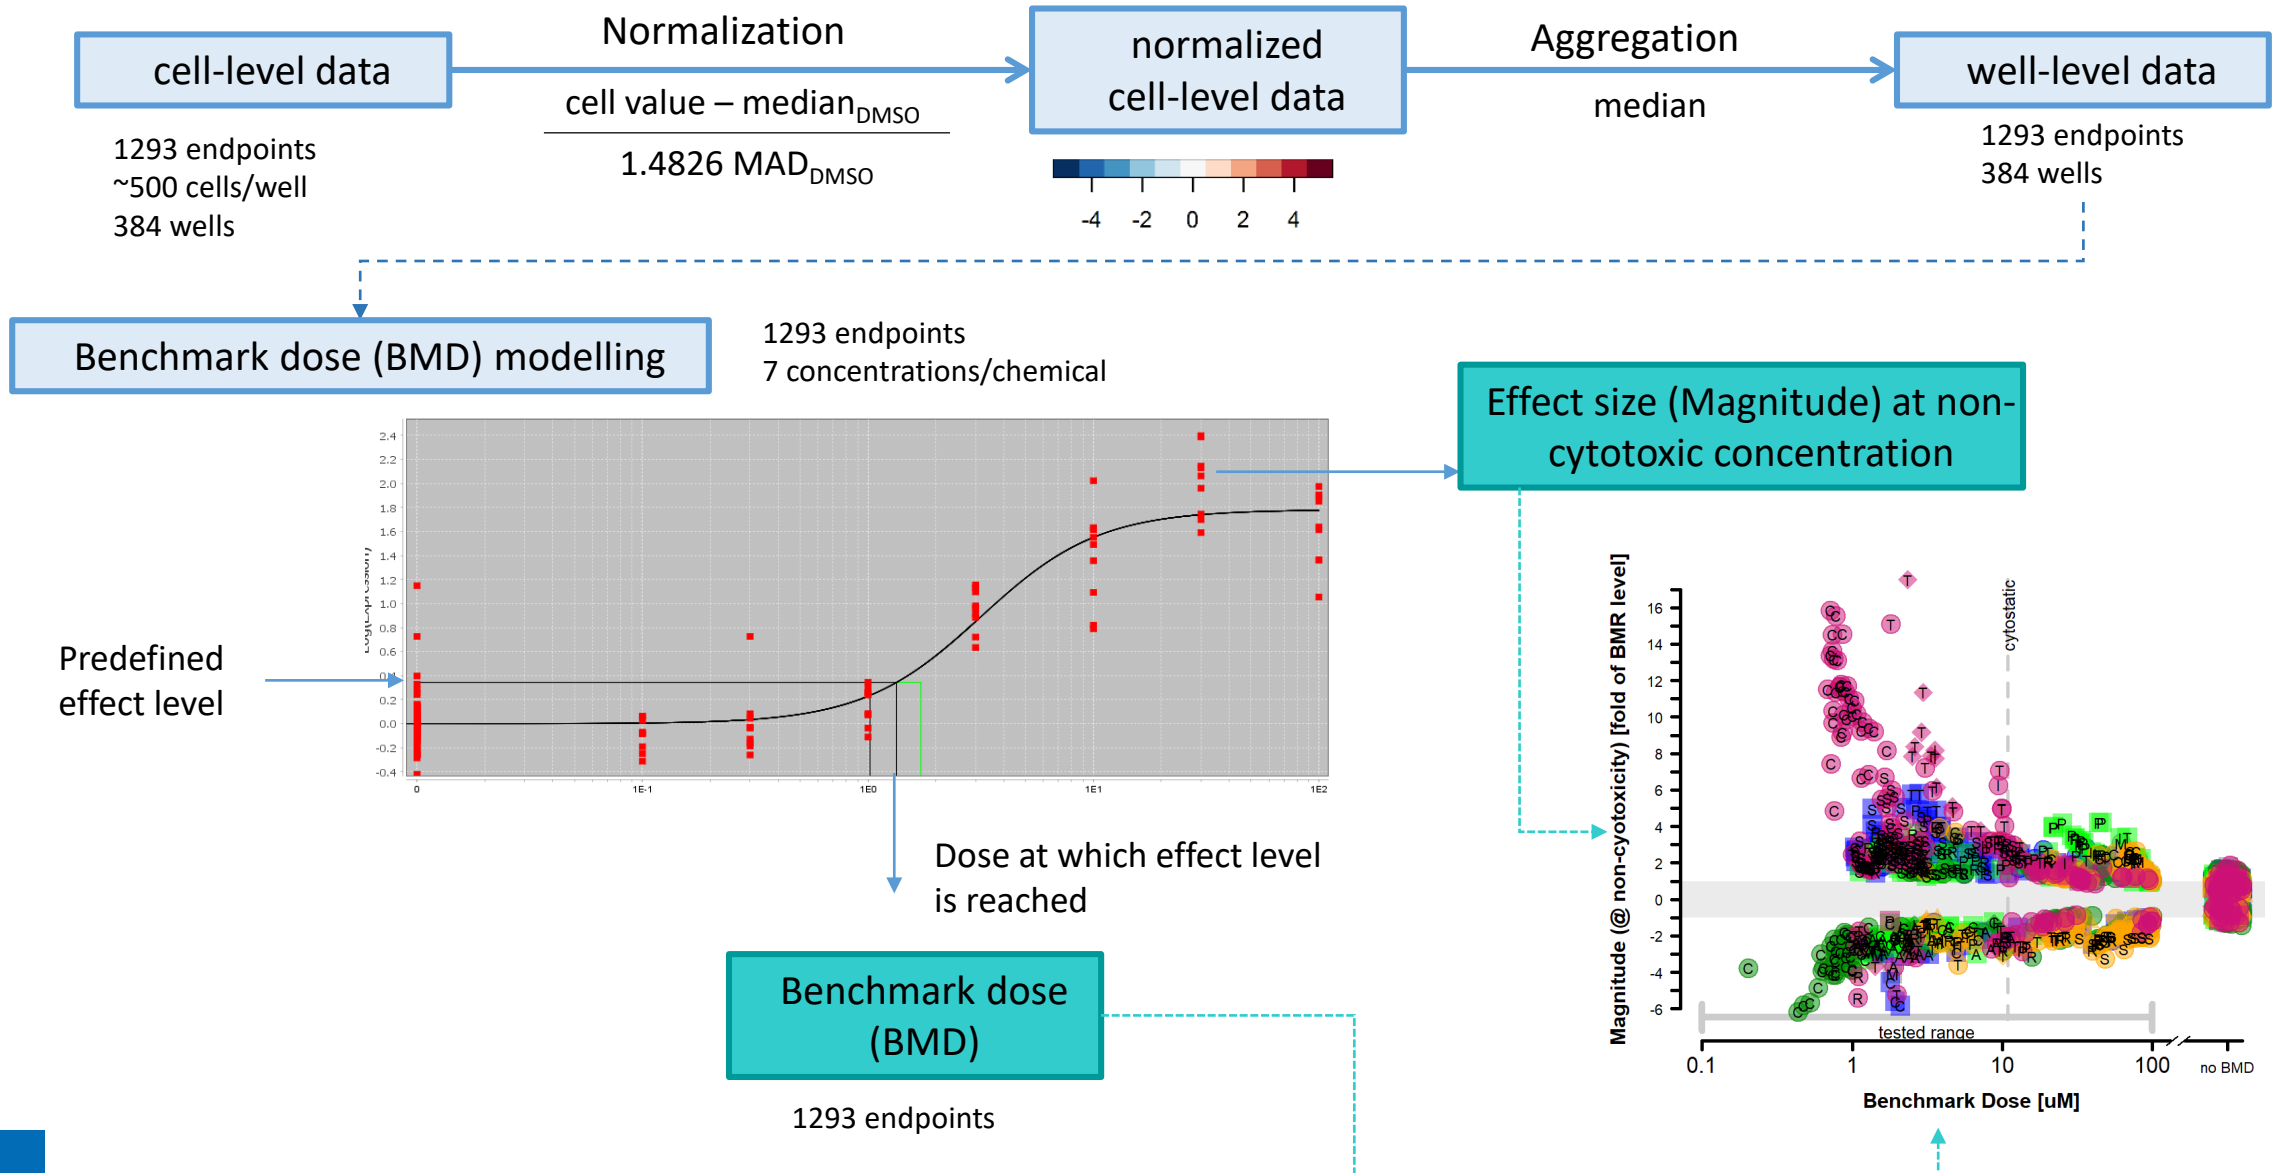 cell-level data
1293 endpoints
~500 cells/well
384 wells
Normalization
cell value – medianDMSO
1.4826 MADDMSO
normalized
cell-level data
-4 -2 0 2 4
Aggregation
median
well-level data
1293 endpoints
384 wells
Benchmark dose (BMD) modelling
1293 endpoints
7 concentrations/chemical
Effect size (Magnitude) at non-
cytotoxic concentration
Predefined
effect level
2.4
2.2
2.0
1.8
1.6
1.4
1.2
1.0
0.8
0.6
0.2
0.0
-0.2
-0.4
0 1E-1 1E0 1E1 1E2
Dose at which effect level
is reached
Benchmark dose
(BMD)
1293 endpoints
Magnitude (@ non-cytotoxicity) [fold of BMR level]
16
14
12
10
8
6
4
2
0
-2
-4
-6
cytostatic
tested range
0.1 1 10 100 no BMD
Benchmark Dose [uM]